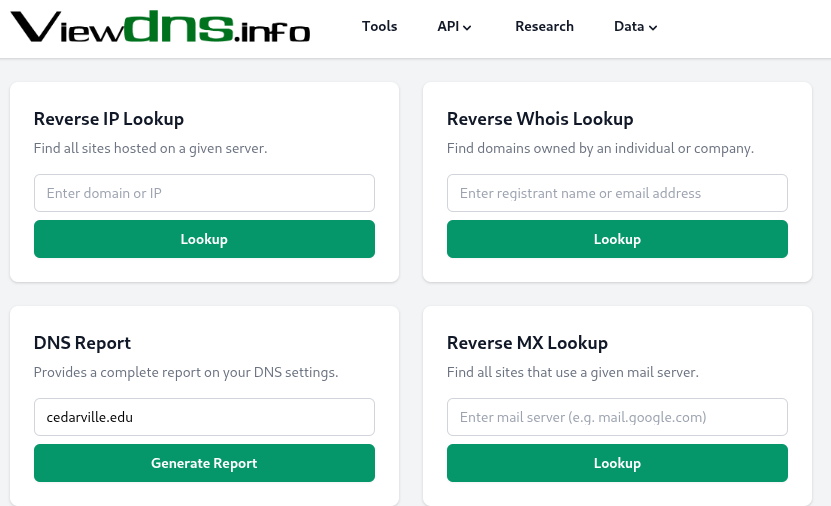 Viewdns.info
Tools
API
Research
Data
Reverse IP Lookup
Find all sites hosted on a given server.
Enter domain or IP
Lookup
Reverse Whois Lookup
Find domains owned by an individual or company.
Enter registrant name or email address
Lookup
DNS Report
Provides a complete report on your DNS settings.
cedarville.edu
Generate Report
Reverse MX Lookup
Find all sites that use a given mail server.
Enter mail server (e.g. mail.google.com)
Lookup